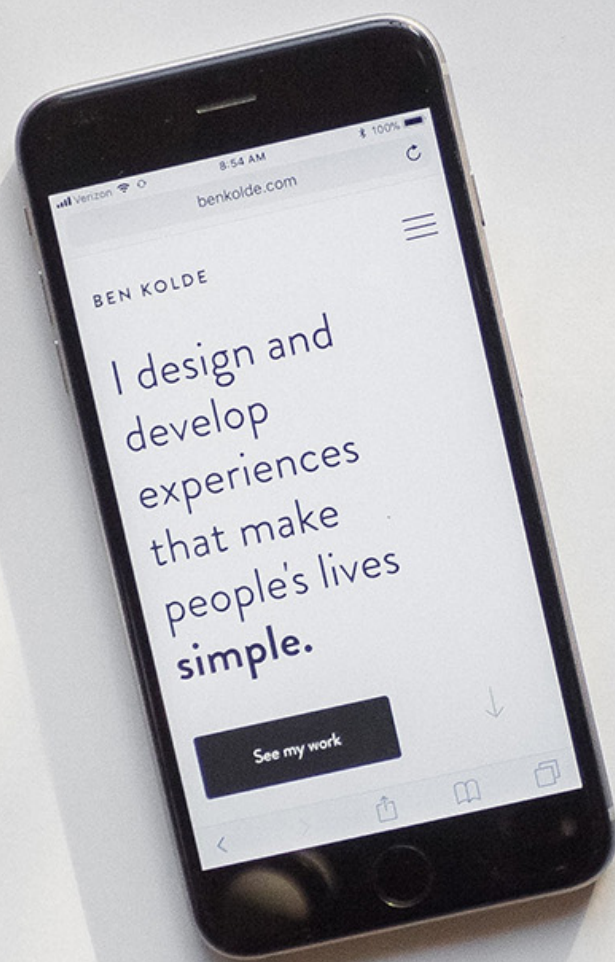 Verizon 8:54 AM 100%
benkolde.com
BEN KOLDE
I design and
develop
experiences
that make
people's lives
simple.
See my work